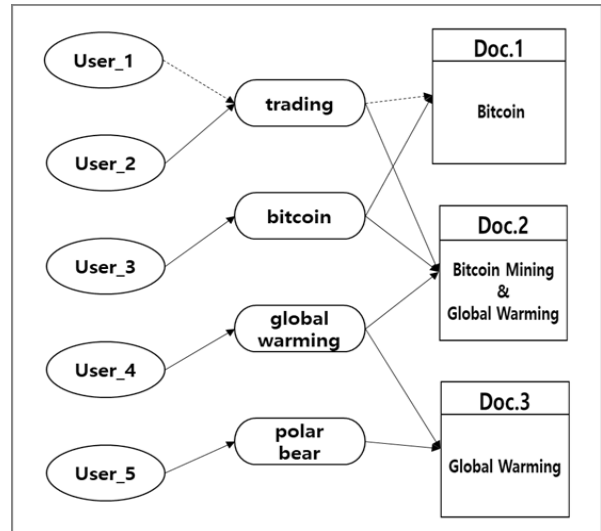 User_1
User_2
User_3
User_4
User_5
trading
bitcoin
global
warming
polar
bear
Doc.1
Bitcoin
Doc.2
Bitcoin Mining
&
Global Warming
Doc.3
Global Warming